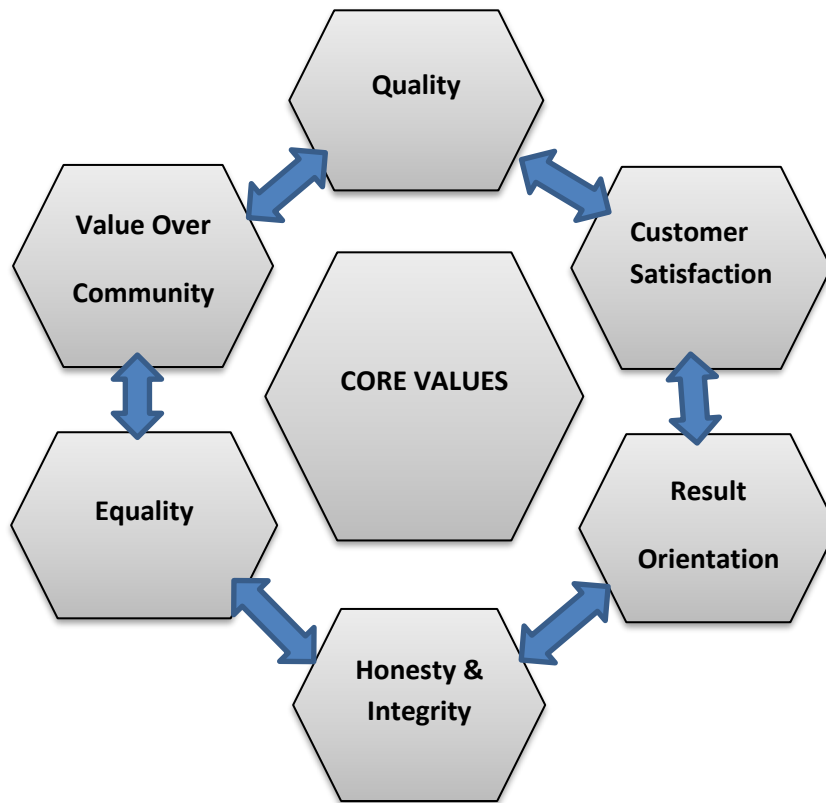 Quality
Value Over
Community
Customer
Satisfaction
CORE VALUES
Equality
Result
Orientation
Honesty &
Integrity